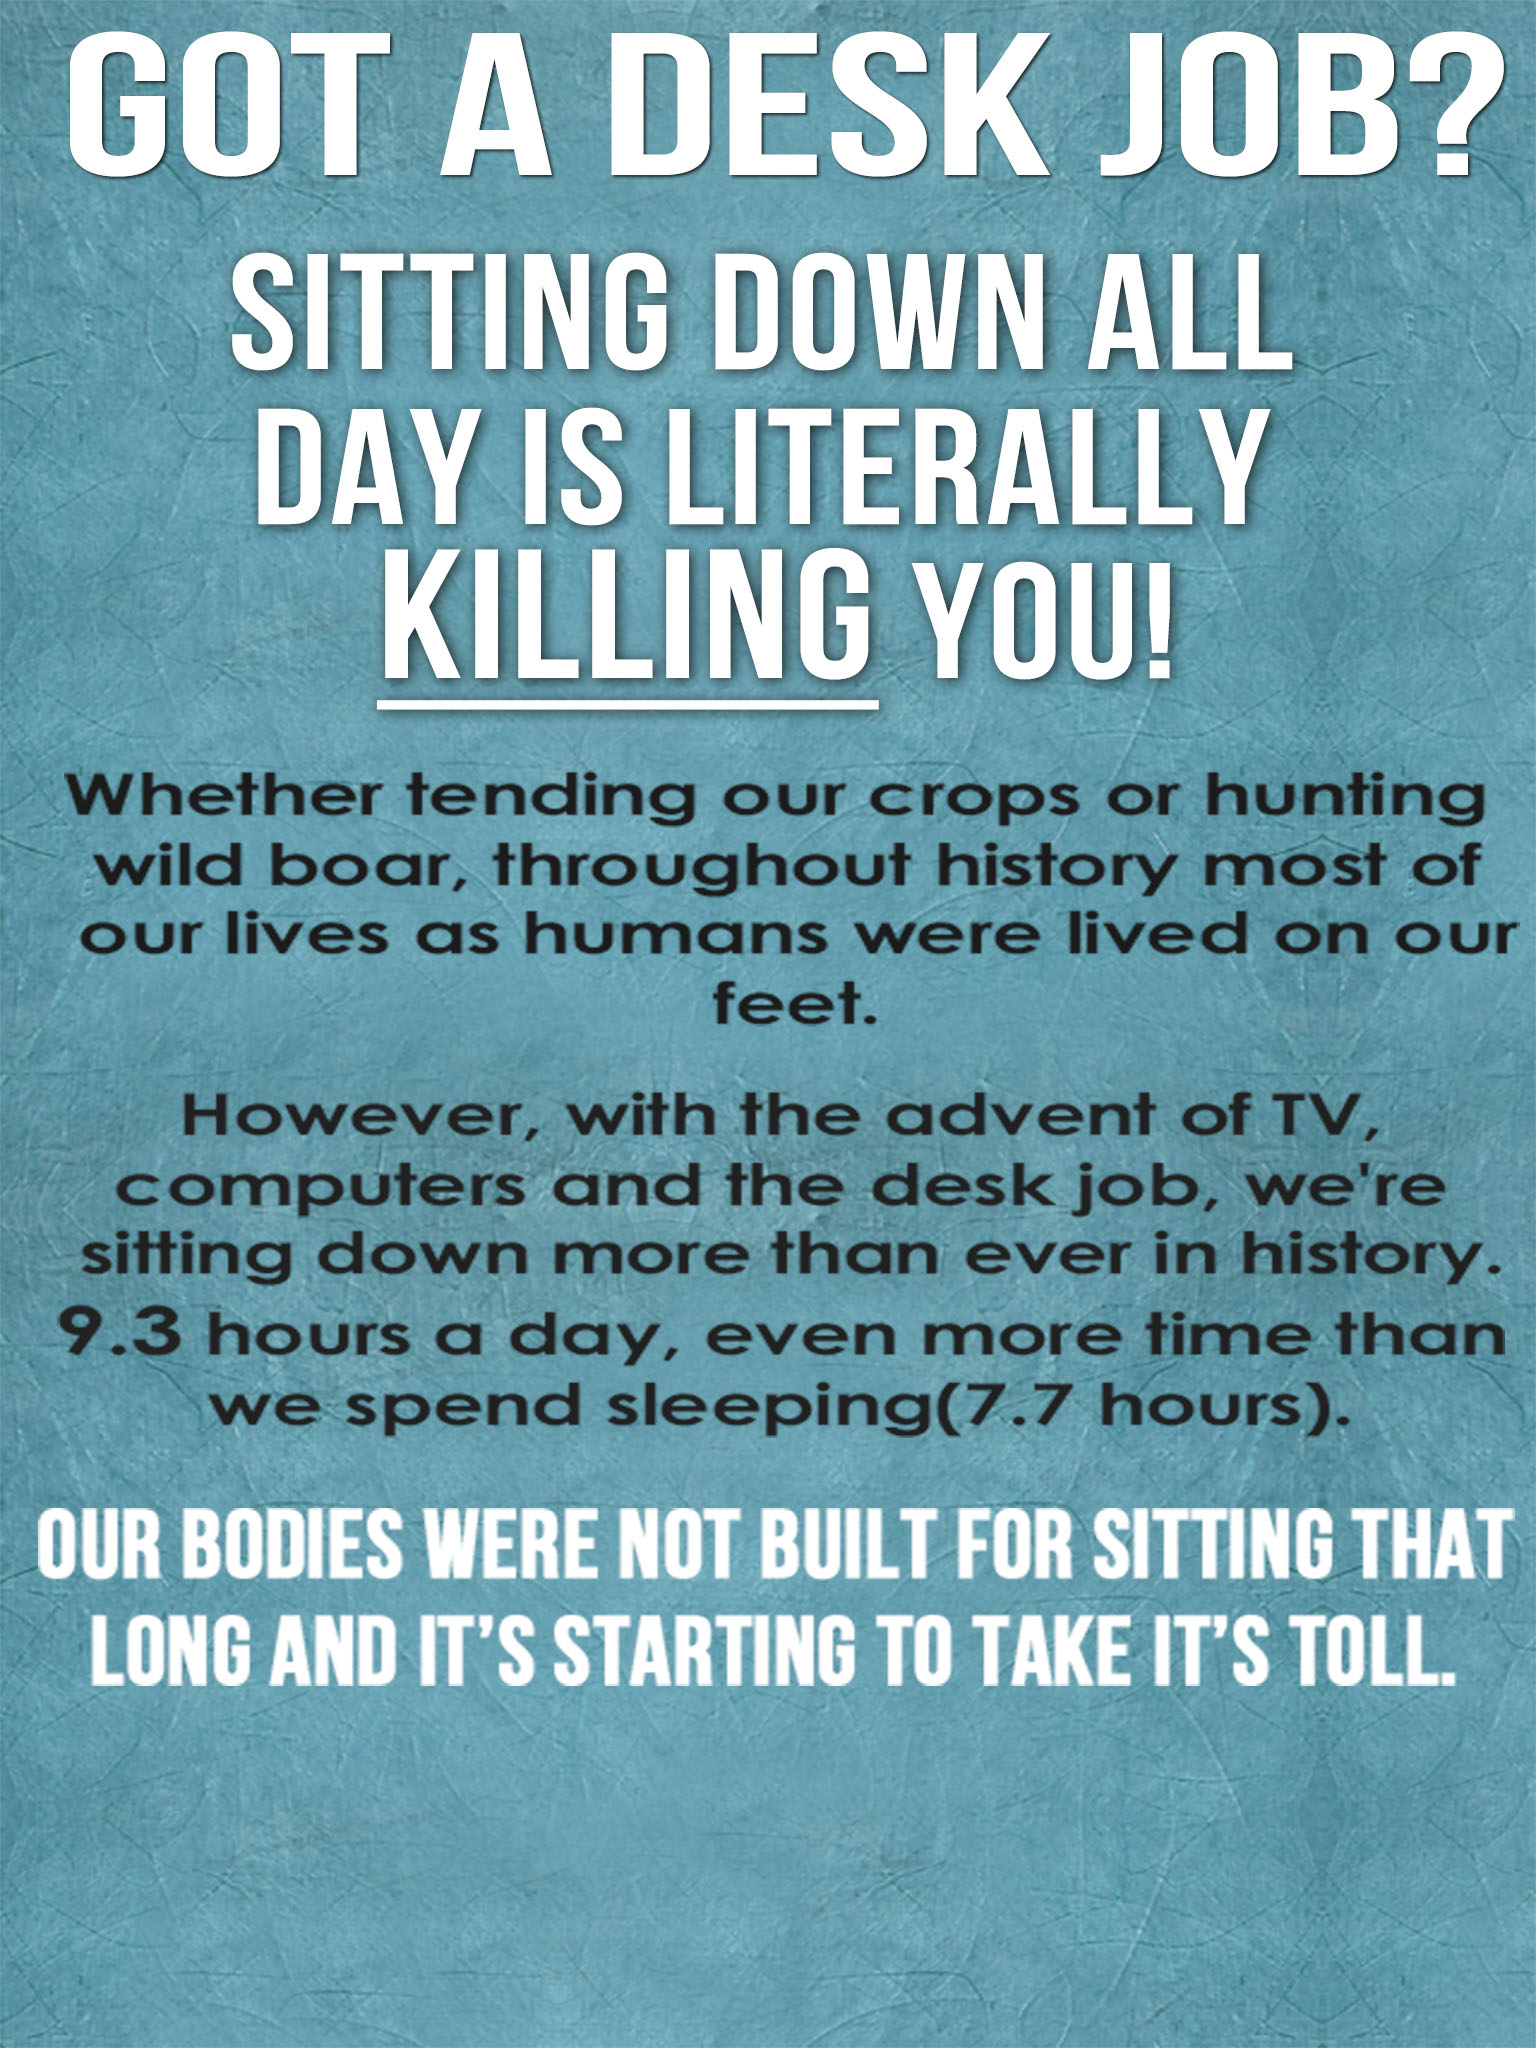 GOT A DESK JOB?
SITTING DOWN ALL
DAY IS LITERALLY
KILLING YOU!
Whether tending our crops or hunting
wild boar, throughout history most of
our lives as humans were lived on our
feet.
However, with the advent of TV,
computers and the desk job, we're
sitting down more than ever in history.
9.3 hours a day, even more time than
we spend sleeping(7.7 hours).
OUR BODIES WERE NOT BUILT FOR SITTING THAT
LONG AND IT’S STARTING TO TAKE IT’S TOLL.